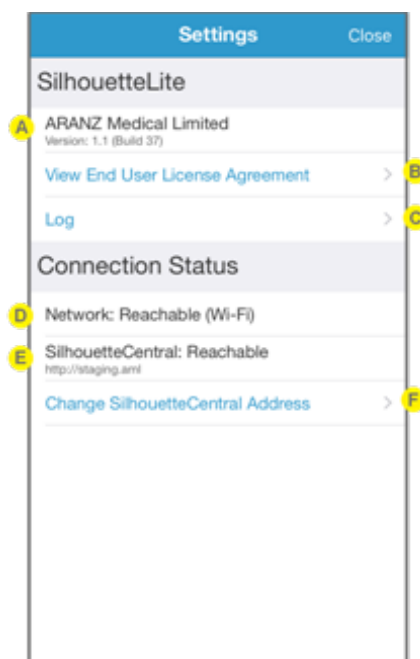 Settings Close
SilhouetteLite
A ARANZ Medical Limited
Version: 1.1 (Build 37)
View End User License Agreement > B
Log > C
Connection Status
D Network: Reachable (Wi-Fi)
E SilhouetteCentral: Reachable
http://staging.aml
Change SilhouetteCentral Address > F